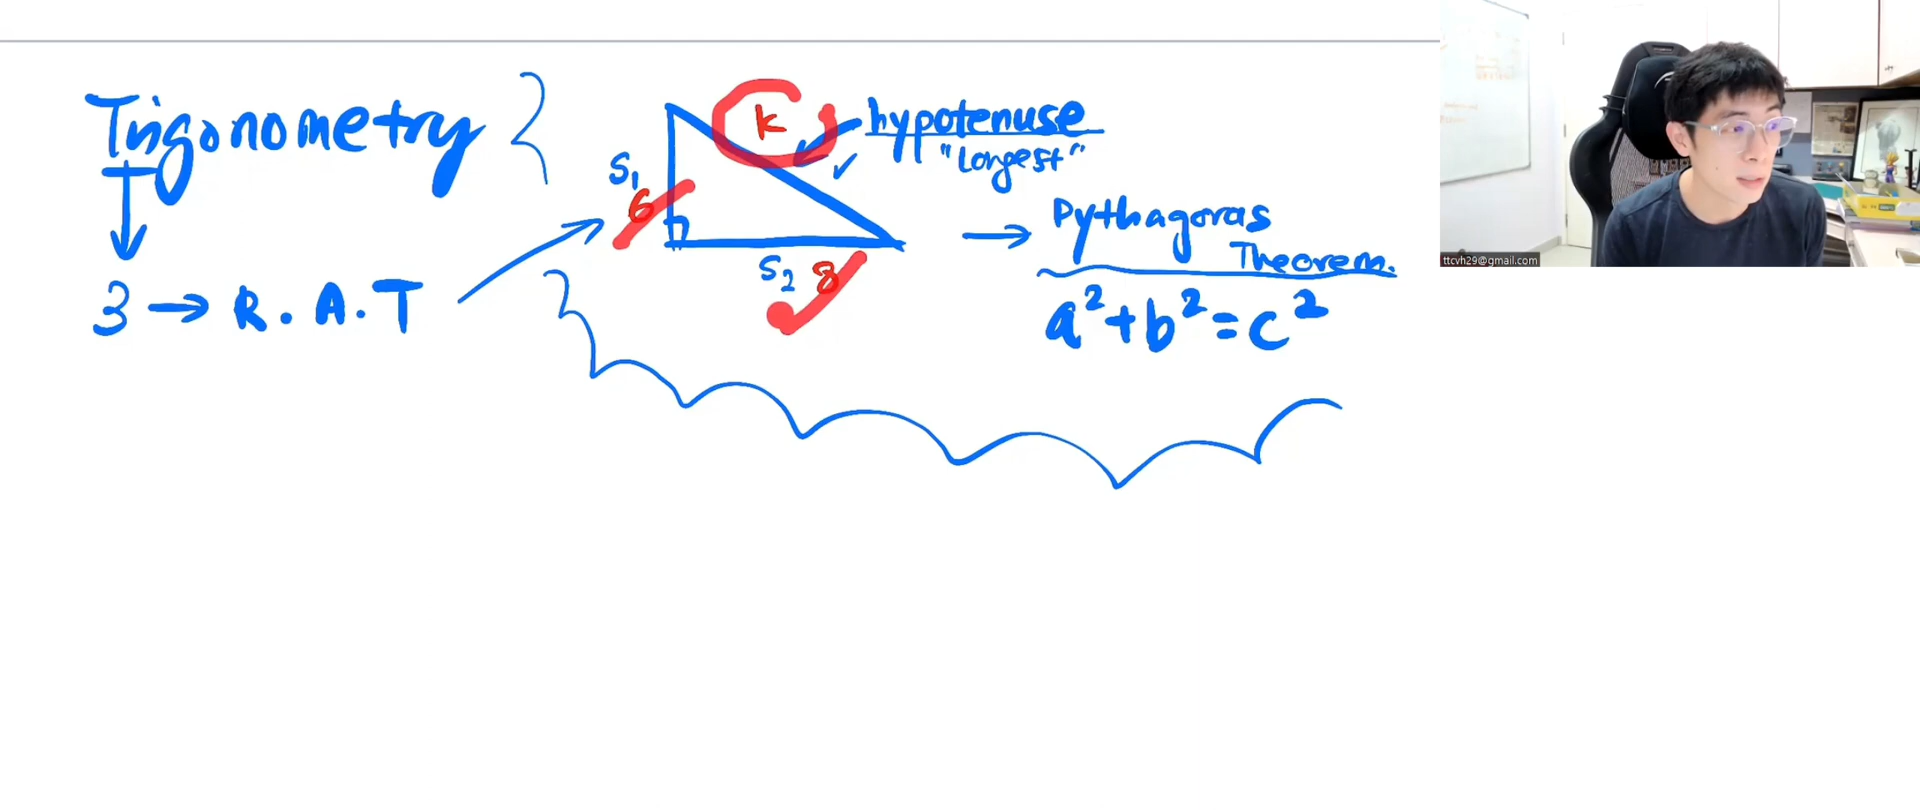 Trigonometry
3 → R.A.T
k
hypotenuse
"Longest"
S1
6
S2 8
→ Pythagoras
Theorem.
a²+b²=c²
ttcvh29@gmail.com